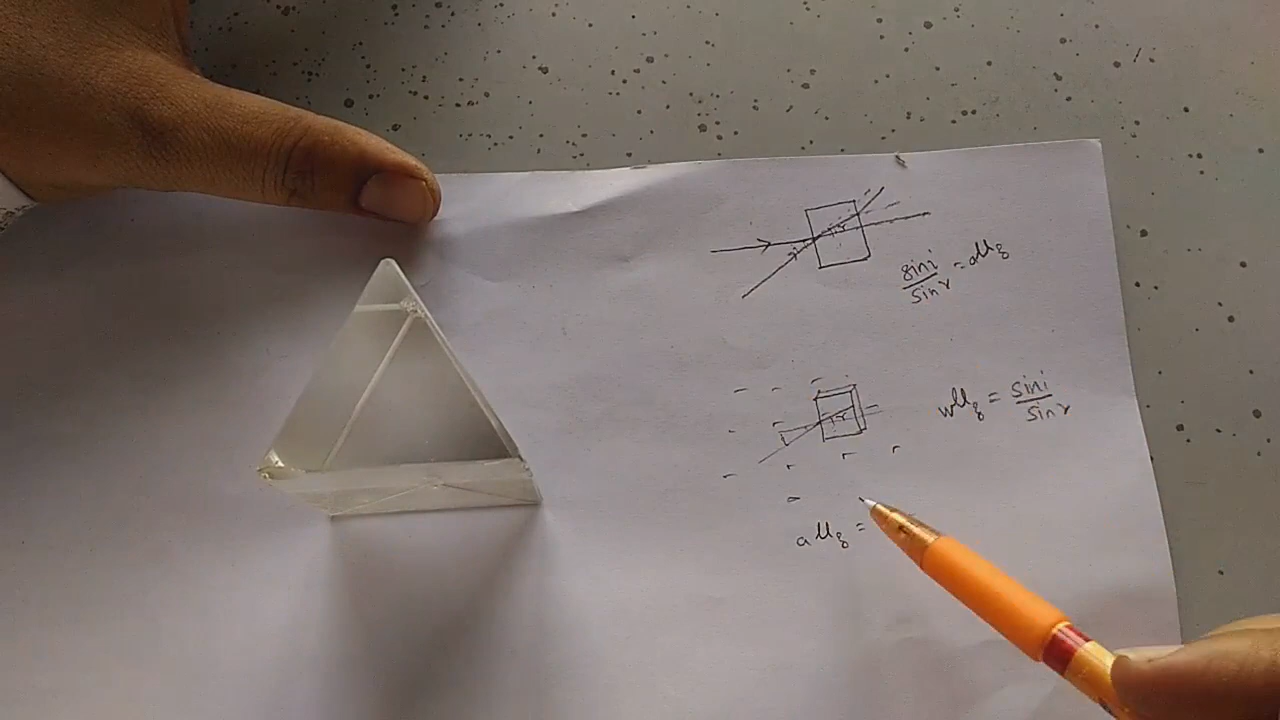 sin i / sin r = aμg
wμg = sin i / sin r
aμg =